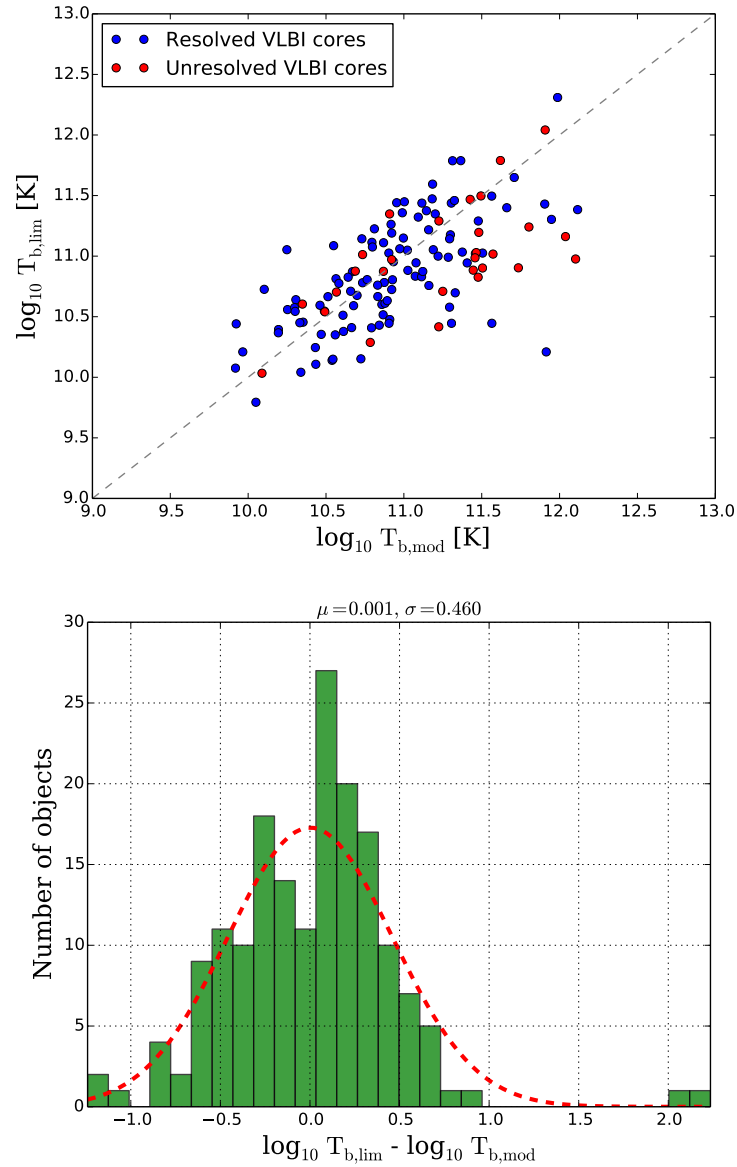 13.0
12.5
12.0
11.5
11.0
10.5
10.0
9.5
9.0
log10 Tb,lim [K]
Resolved VLBI cores
Unresolved VLBI cores
9.0 9.5 10.0 10.5 11.0 11.5 12.0 12.5 13.0
log10 Tb,mod [K]
μ=0.001, σ=0.460
30
25
20
15
10
5
0
Number of objects
−1.0 −0.5 0.0 0.5 1.0 1.5 2.0
log10 Tb,lim - log10 Tb,mod